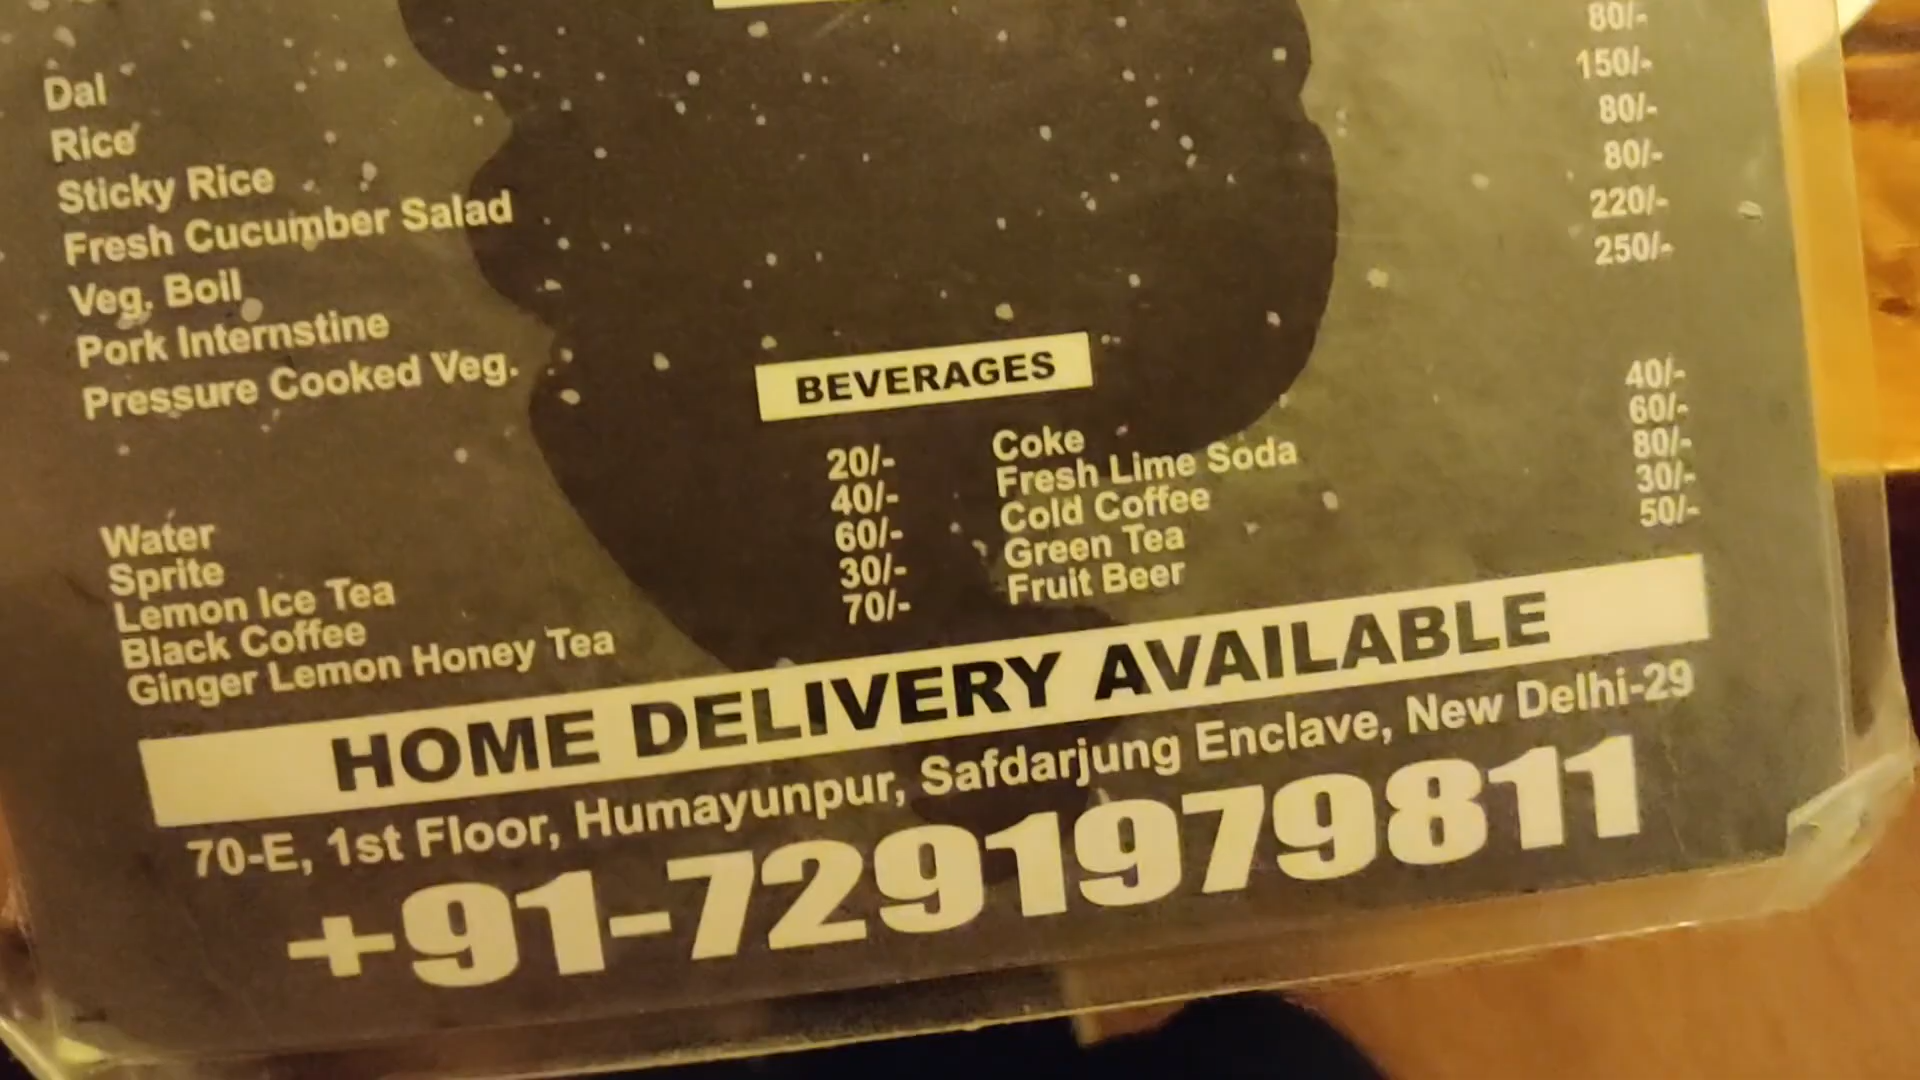 Dal
Rice 80/-
Sticky Rice 150/-
Fresh Cucumber Salad 80/-
Veg. Boil 80/-
Pork Internstine 220/-
Pressure Cooked Veg. 250/-
BEVERAGES
Water 20/- Coke 40/-
Sprite 40/- Fresh Lime Soda 60/-
Lemon Ice Tea 60/- Cold Coffee 80/-
Black Coffee 30/- Green Tea 30/-
Ginger Lemon Honey Tea 70/- Fruit Beer 50/-
HOME DELIVERY AVAILABLE
70-E, 1st Floor, Humayunpur, Safdarjung Enclave, New Delhi-29
+91-7291979811